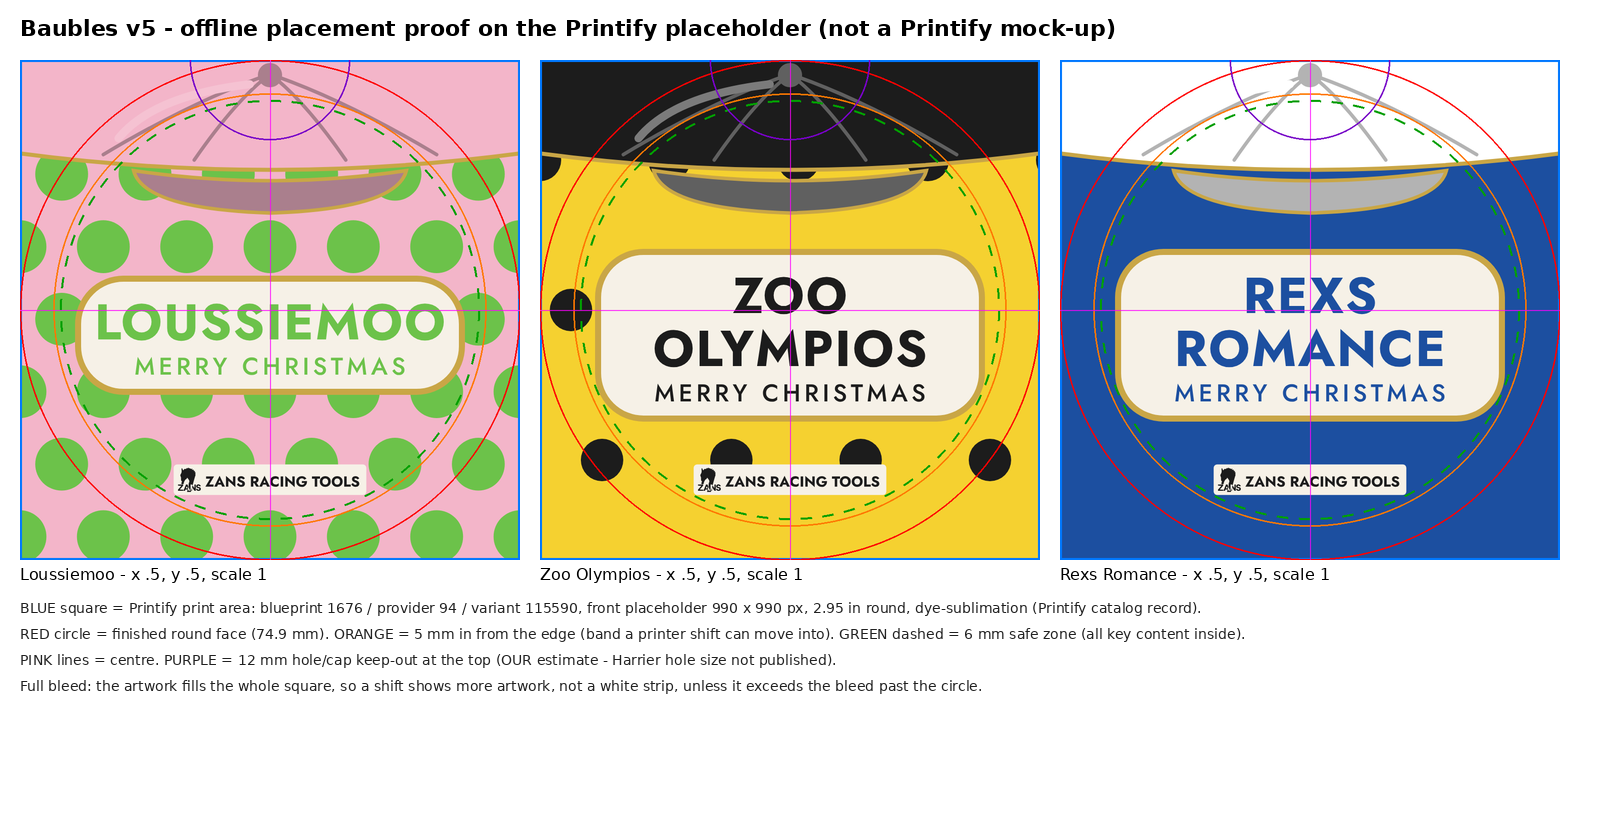 Baubles v5 - offline placement proof on the Printify placeholder (not a Printify mock-up)
LOUSSIEMOO
MERRY CHRISTMAS
ZANS
ZANS RACING TOOLS
ZOO
OLYMPIOS
MERRY CHRISTMAS
ZANS
ZANS RACING TOOLS
REXS
ROMANCE
MERRY CHRISTMAS
ZANS
ZANS RACING TOOLS
Loussiemoo - x .5, y .5, scale 1
Zoo Olympios - x .5, y .5, scale 1
Rexs Romance - x .5, y .5, scale 1
BLUE square = Printify print area: blueprint 1676 / provider 94 / variant 115590, front placeholder 990 x 990 px, 2.95 in round, dye-sublimation (Printify catalog record).
RED circle = finished round face (74.9 mm). ORANGE = 5 mm in from the edge (band a printer shift can move into). GREEN dashed = 6 mm safe zone (all key content inside).
PINK lines = centre. PURPLE = 12 mm hole/cap keep-out at the top (OUR estimate - Harrier hole size not published).
Full bleed: the artwork fills the whole square, so a shift shows more artwork, not a white strip, unless it exceeds the bleed past the circle.